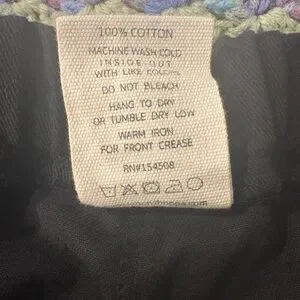 100% COTTON
MACHINE WASH COLD
INSIDE-OUT
WITH LIKE COLORS
DO NOT BLEACH
HANG TO DRY
OR TUMBLE DRY LOW
WARM IRON
FOR FRONT CREASE
RN#154508